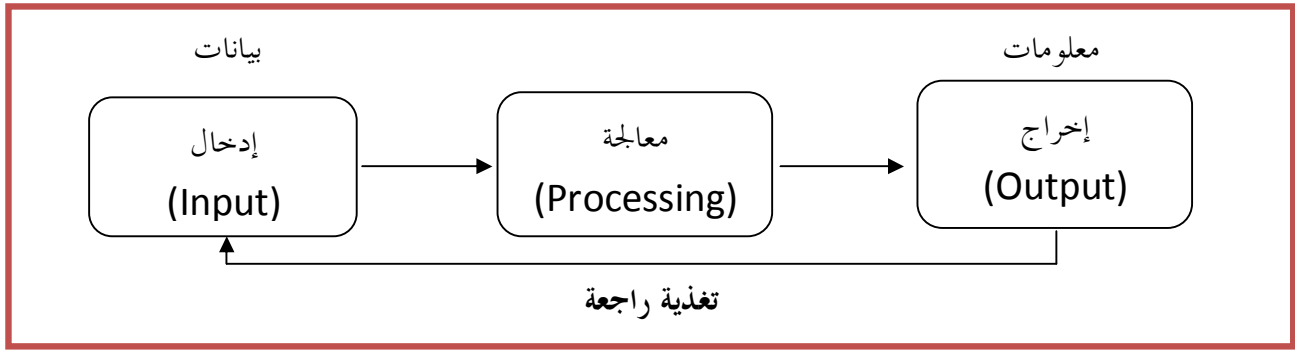 بيانات
معلومات
إدخال
(Input)
معالجة
(Processing)
إخراج
(Output)
تغذية راجعة